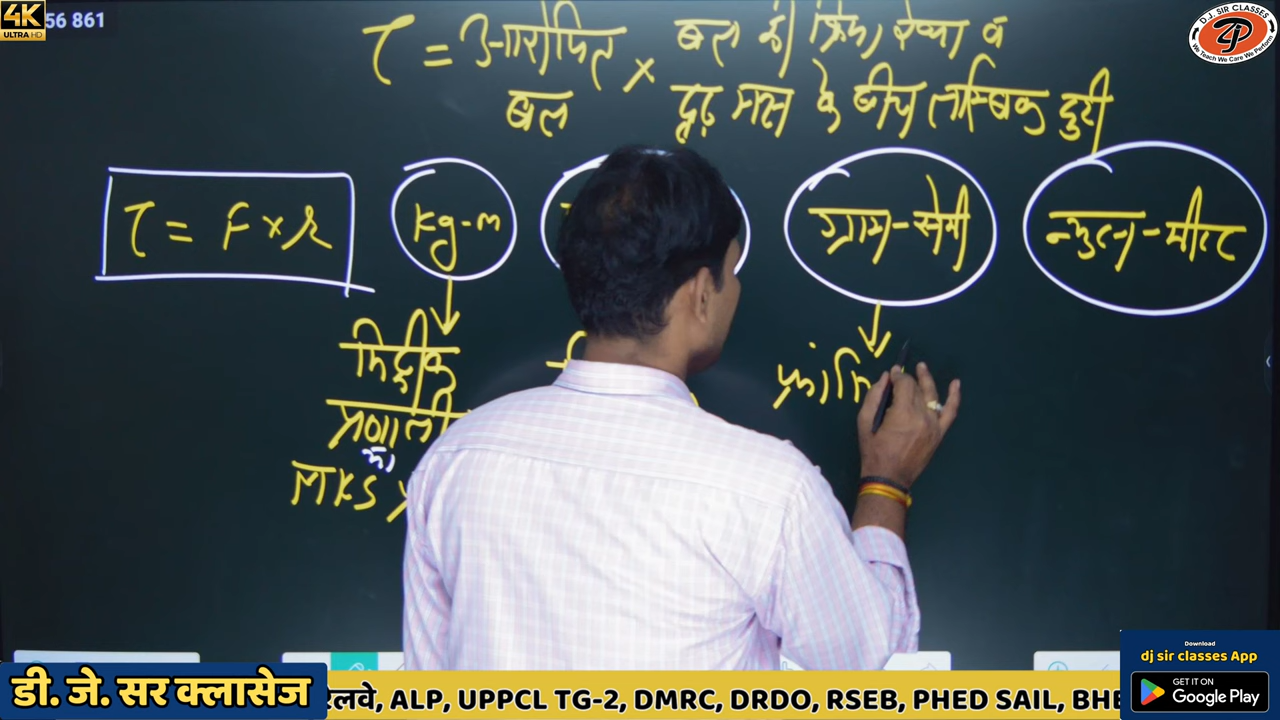 4K
ULTRA HD
56 861
D.J. SIR CLASSES
We Teach We Care We Perform
τ = आरोपित बल × बल की क्रिया रेखा व
दृढ़ अक्ष के बीच लम्बिक दूरी
τ = F × r
kg-m
ग्राम-सेमी
न्यूटन-मीटर
मिट्रीक
प्रणाली
का
MKS
फ्रांसि
डी. जे. सर क्लासेज
रेलवे, ALP, UPPCL TG-2, DMRC, DRDO, RSEB, PHED SAIL, BHE
Download
dj sir classes App
GET IT ON
Google Play